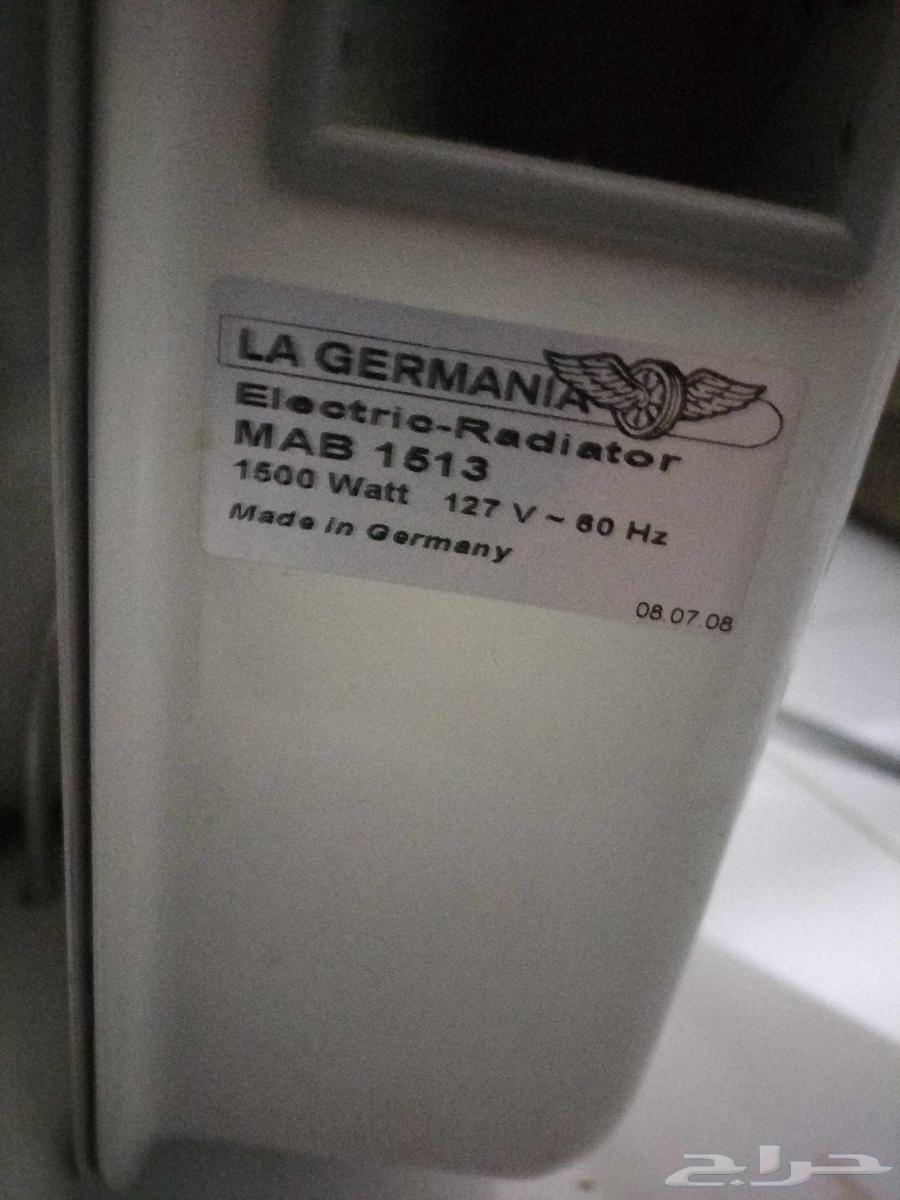 LA GERMANIA
Electric-Radiator
MAB 1513
1500 Watt 127 V ~ 60 Hz
Made in Germany
08.07.08
حراج